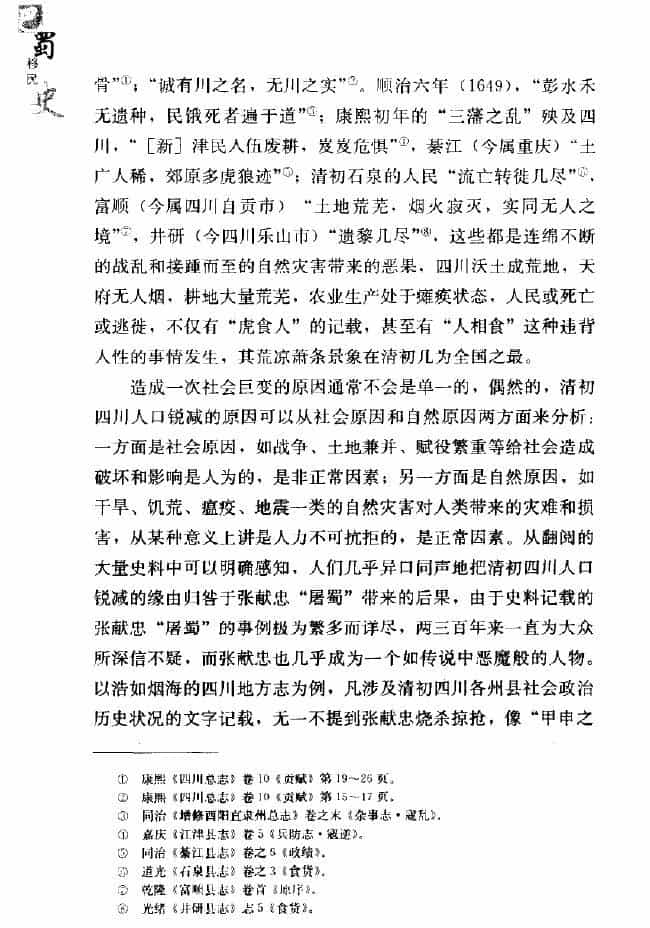 蜀
移民
史
骨”①；“诚有川之名，无川之实”②。顺治六年（1649），“彭水禾
无遗种，民饿死者遍于道”③；康熙初年的“三藩之乱”殃及四
川，“［新］津民人伍废耕，岌岌危惧”④，綦江（今属重庆）“土
广人稀，郊原多虎狼迹”⑤；清初石泉的人民“流亡转徙几尽”⑥，
富顺（今属四川自贡市）“土地荒芜，烟火寂灭，实同无人之
境”⑦，井研（今四川乐山市）“遗黎几尽”⑧，这些都是连绵不断
的战乱和接踵而至的自然灾害带来的恶果，四川沃土成荒地，天
府无人烟，耕地大量荒芜，农业生产处于瘫痪状态，人民或死亡
或逃徙，不仅有“虎食人”的记载，甚至有“人相食”这种违背
人性的事情发生，其荒凉萧条景象在清初几为全国之最。
造成一次社会巨变的原因通常不会是单一的，偶然的，清初
四川人口锐减的原因可以从社会原因和自然原因两方面来分析：
一方面是社会原因，如战争、土地兼并、赋役繁重等给社会造成
破坏和影响是人为的，是非正常因素；另一方面是自然原因，如
干旱、饥荒、瘟疫、地震一类的自然灾害对人类带来的灾难和损
害，从某种意义上讲是人力不可抗拒的，是正常因素。从翻阅的
大量史料中可以明确感知，人们几乎异口同声地把清初四川人口
锐减的缘由归咎于张献忠“屠蜀”带来的后果，由于史料记载的
张献忠“屠蜀”的事例极为繁多而详尽，两三百年来一直为大众
所深信不疑，而张献忠也几乎成为一个如传说中恶魔般的人物。
以浩如烟海的四川地方志为例，凡涉及清初四川各州县社会政治
历史状况的文字记载，无一不提到张献忠烧杀掠抢，像“甲申之
① 康熙《四川总志》卷10《贡赋》第19～26页。
② 康熙《四川总志》卷10《贡赋》第15～17页。
③ 同治《增修酉阳直隶州总志》卷之末《杂事志·寇乱》。
④ 嘉庆《江津县志》卷5《兵防志·寇逆》。
⑤ 同治《綦江县志》卷之5《政绩》。
⑥ 道光《石泉县志》卷之3《食货》。
⑦ 乾隆《富顺县志》卷首《原序》。
⑧ 光绪《井研县志》志5《食货》。